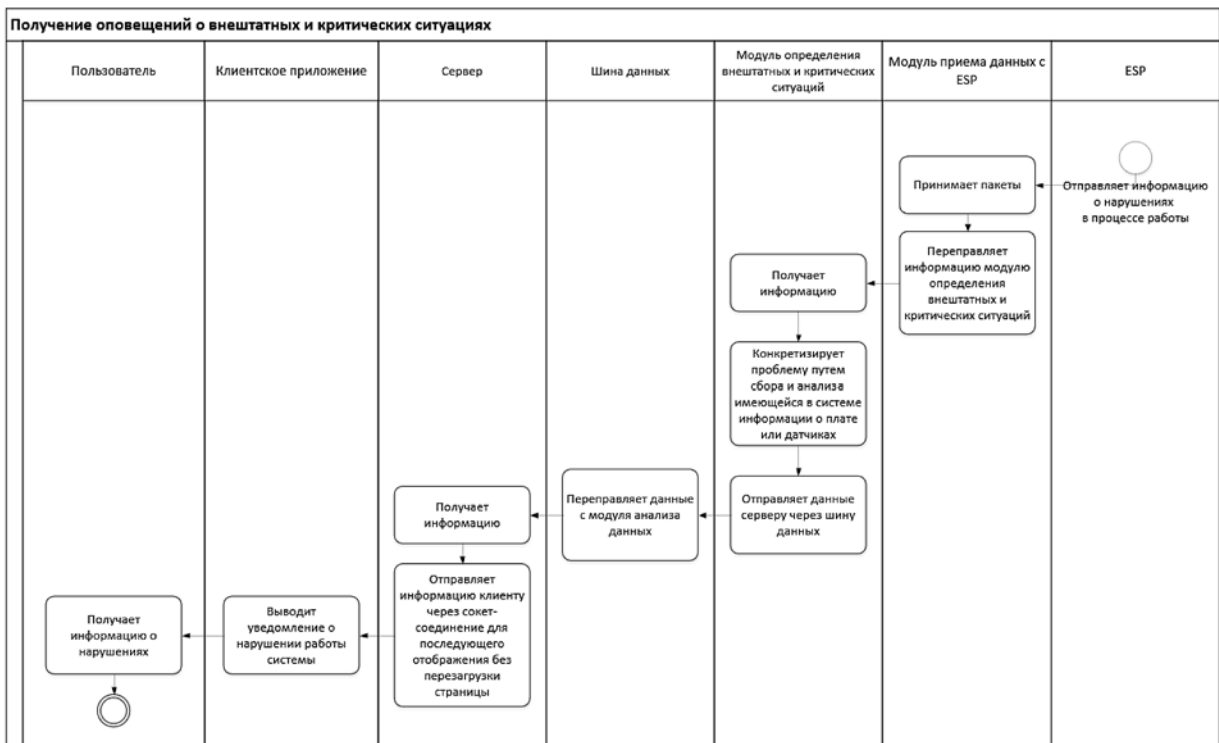 Получение оповещений о внештатных и критических ситуациях
Пользователь
Клиентское приложение
Сервер
Шина данных
Модуль определения
внештатных и критических
ситуаций
Модуль приема данных с
ESP
ESP
Отправляет информацию
о нарушениях
в процессе работы
Принимает пакеты
Переправляет
информацию модулю
определения
внештатных и
критических ситуаций
Получает
информацию
Конкретизирует
проблему путем
сбора и анализа
имеющейся в системе
информации о плате
или датчиках
Отправляет данные
серверу через шину
данных
Переправляет данные
с модуля анализа
данных
Получает
информацию
Отправляет
информацию клиенту
через сокет-
соединение для
последующего
отображения без
перезагрузки
страницы
Выводит
уведомление о
нарушении работы
системы
Получает
информацию о
нарушениях